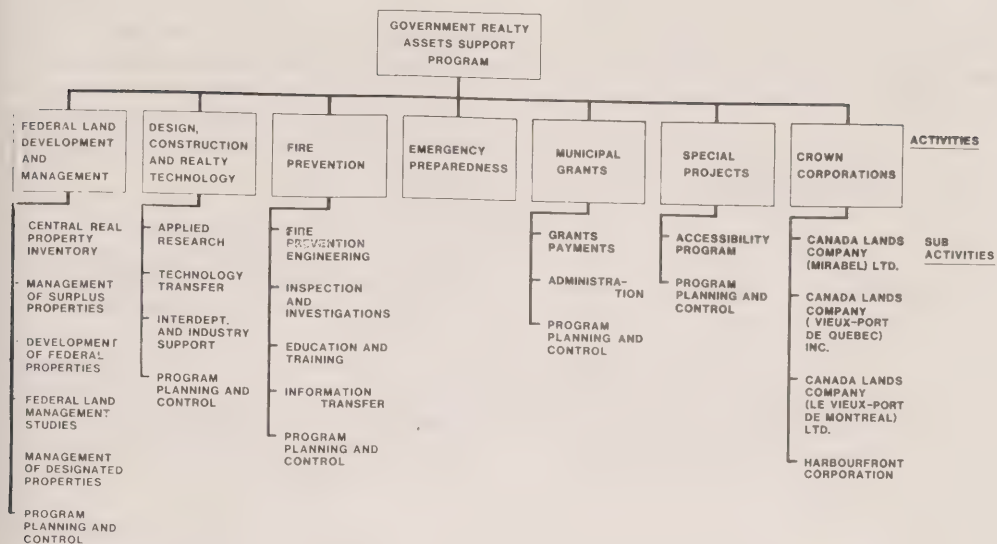 GOVERNMENT REALTY
ASSETS SUPPORT
PROGRAM
FEDERAL LAND
DEVELOPMENT
AND
MANAGEMENT
DESIGN,
CONSTRUCTION
AND REALTY
TECHNOLOGY
FIRE
PREVENTION
EMERGENCY
PREPAREDNESS
MUNICIPAL
GRANTS
SPECIAL
PROJECTS
CROWN
CORPORATIONS
ACTIVITIES
CENTRAL REAL
PROPERTY
INVENTORY
MANAGEMENT
OF SURPLUS
PROPERTIES
DEVELOPMENT
OF FEDERAL
PROPERTIES
FEDERAL LAND
MANAGEMENT
STUDIES
MANAGEMENT
OF DESIGNATED
PROPERTIES
PROGRAM
PLANNING AND
CONTROL
APPLIED
RESEARCH
TECHNOLOGY
TRANSFER
INTERDEPT.
AND INDUSTRY
SUPPORT
PROGRAM
PLANNING AND
CONTROL
FIRE
PREVENTION
ENGINEERING
INSPECTION
AND
INVESTIGATIONS
EDUCATION AND
TRAINING
INFORMATION
TRANSFER
PROGRAM
PLANNING AND
CONTROL
GRANTS
PAYMENTS
ADMINISTRA-
TION
PROGRAM
PLANNING AND
CONTROL
ACCESSIBILITY
PROGRAM
PROGRAM
PLANNING AND
CONTROL
CANADA LANDS
COMPANY
(MIRABEL) LTD.
CANADA LANDS
COMPANY
( VIEUX-PORT
DE QUEBEC)
INC.
CANADA LANDS
COMPANY
(LE VIEUX-PORT
DE MONTREAL)
LTD.
HARBOURFRONT
CORPORATION
SUB
ACTIVITIES